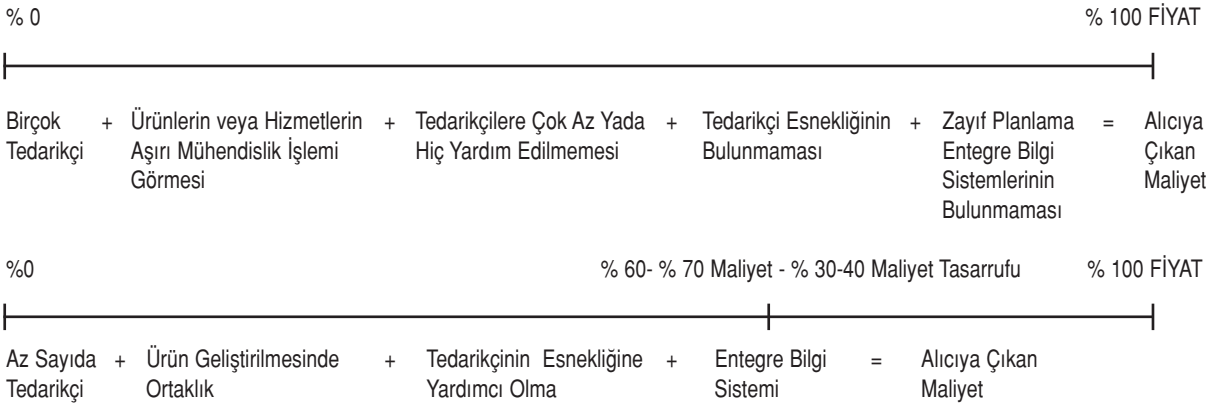 % 0 % 100 FİYAT
Birçok + Ürünlerin veya Hizmetlerin + Tedarikçilere Çok Az Yada + Tedarikçi Esnekliğinin + Zayıf Planlama = Alıcıya
Tedarikçi Aşırı Mühendislik İşlemi Hiç Yardım Edilmemesi Bulunmaması Entegre Bilgi Çıkan
Görmesi Sistemlerinin Maliyet
Bulunmaması
%0 % 60- % 70 Maliyet - % 30-40 Maliyet Tasarrufu % 100 FİYAT
Az Sayıda + Ürün Geliştirilmesinde + Tedarikçinin Esnekliğine + Entegre Bilgi = Alıcıya Çıkan
Tedarikçi Ortaklık Yardımcı Olma Sistemi Maliyet